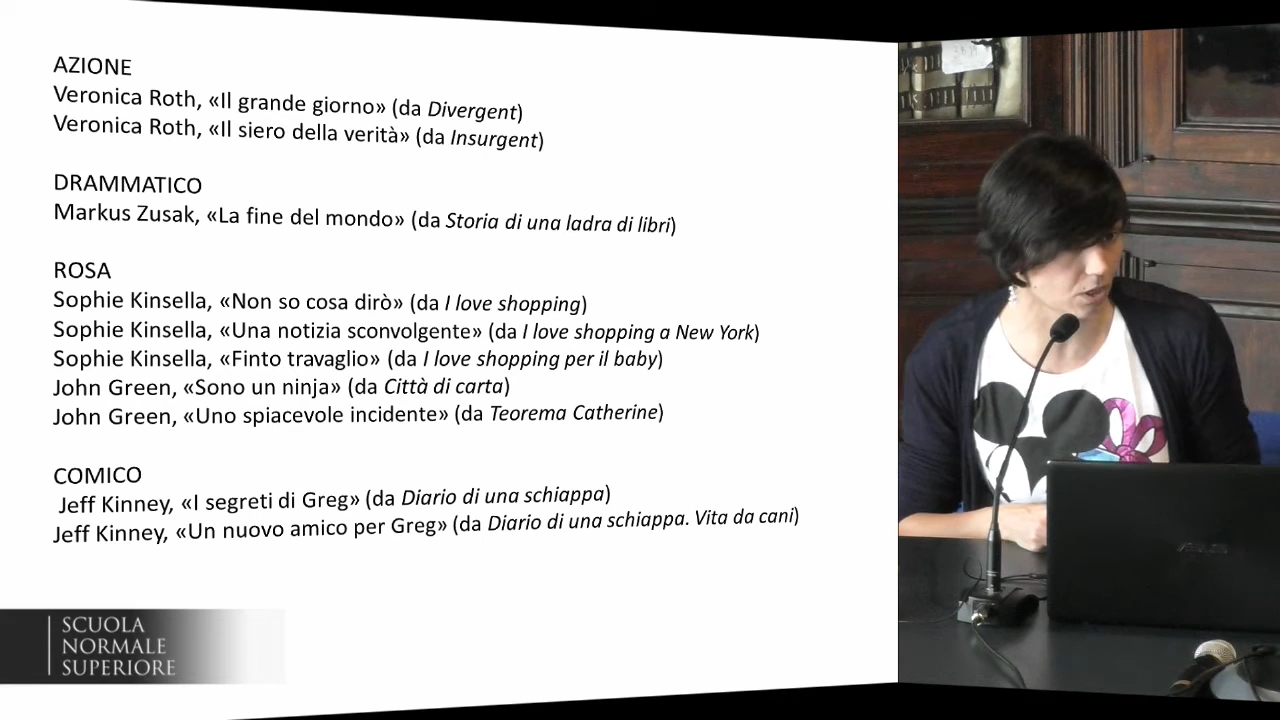 AZIONE
Veronica Roth, «Il grande giorno» (da Divergent)
Veronica Roth, «Il siero della verità» (da Insurgent)
DRAMMATICO
Markus Zusak, «La fine del mondo» (da Storia di una ladra di libri)
ROSA
Sophie Kinsella, «Non so cosa dirò» (da I love shopping)
Sophie Kinsella, «Una notizia sconvolgente» (da I love shopping a New York)
Sophie Kinsella, «Finto travaglio» (da I love shopping per il baby)
John Green, «Sono un ninja» (da Città di carta)
John Green, «Uno spiacevole incidente» (da Teorema Catherine)
COMICO
Jeff Kinney, «I segreti di Greg» (da Diario di una schiappa)
Jeff Kinney, «Un nuovo amico per Greg» (da Diario di una schiappa. Vita da cani)
SCUOLA
NORMALE
SUPERIORE
ASUS